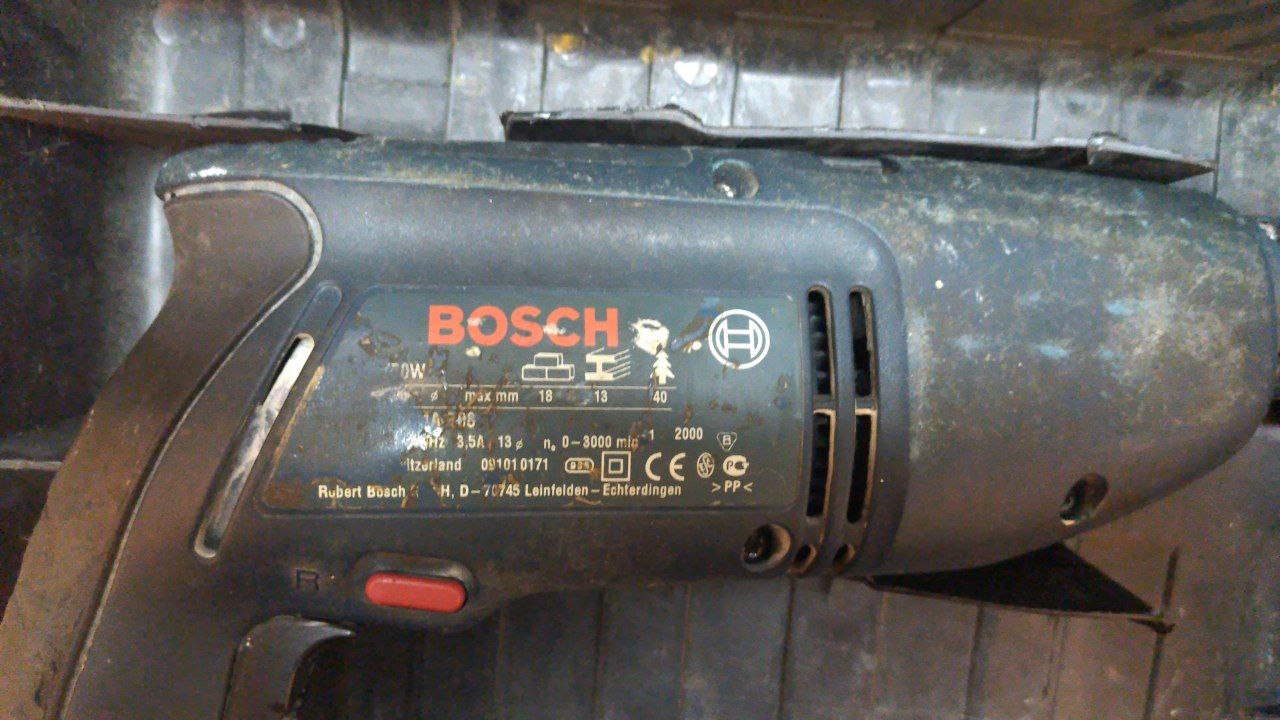 BOSCH
max mm 18 13 40
3,5A 13 ø n₀ 0-3000 min -1 2000 B
091010171 CE
Robert Bosch H, D-70745 Leinfelden-Echterdingen >PP<
R